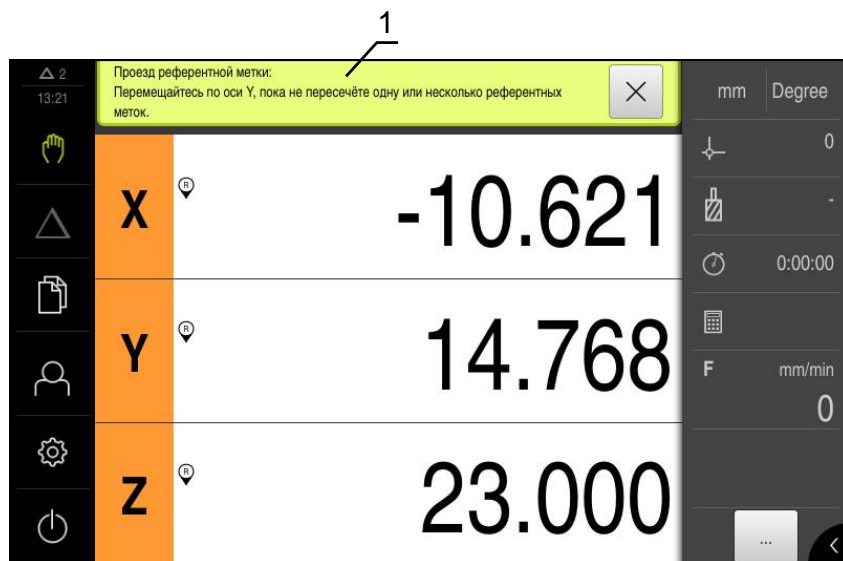 1
2
13:21
Проезд референтной метки:
Перемещайтесь по оси Y, пока не пересечёте одну или несколько референтных
меток.
mm Degree
0
X R -10.621
-
0:00:00
Y R 14.768
F mm/min
0
Z R 23.000
...